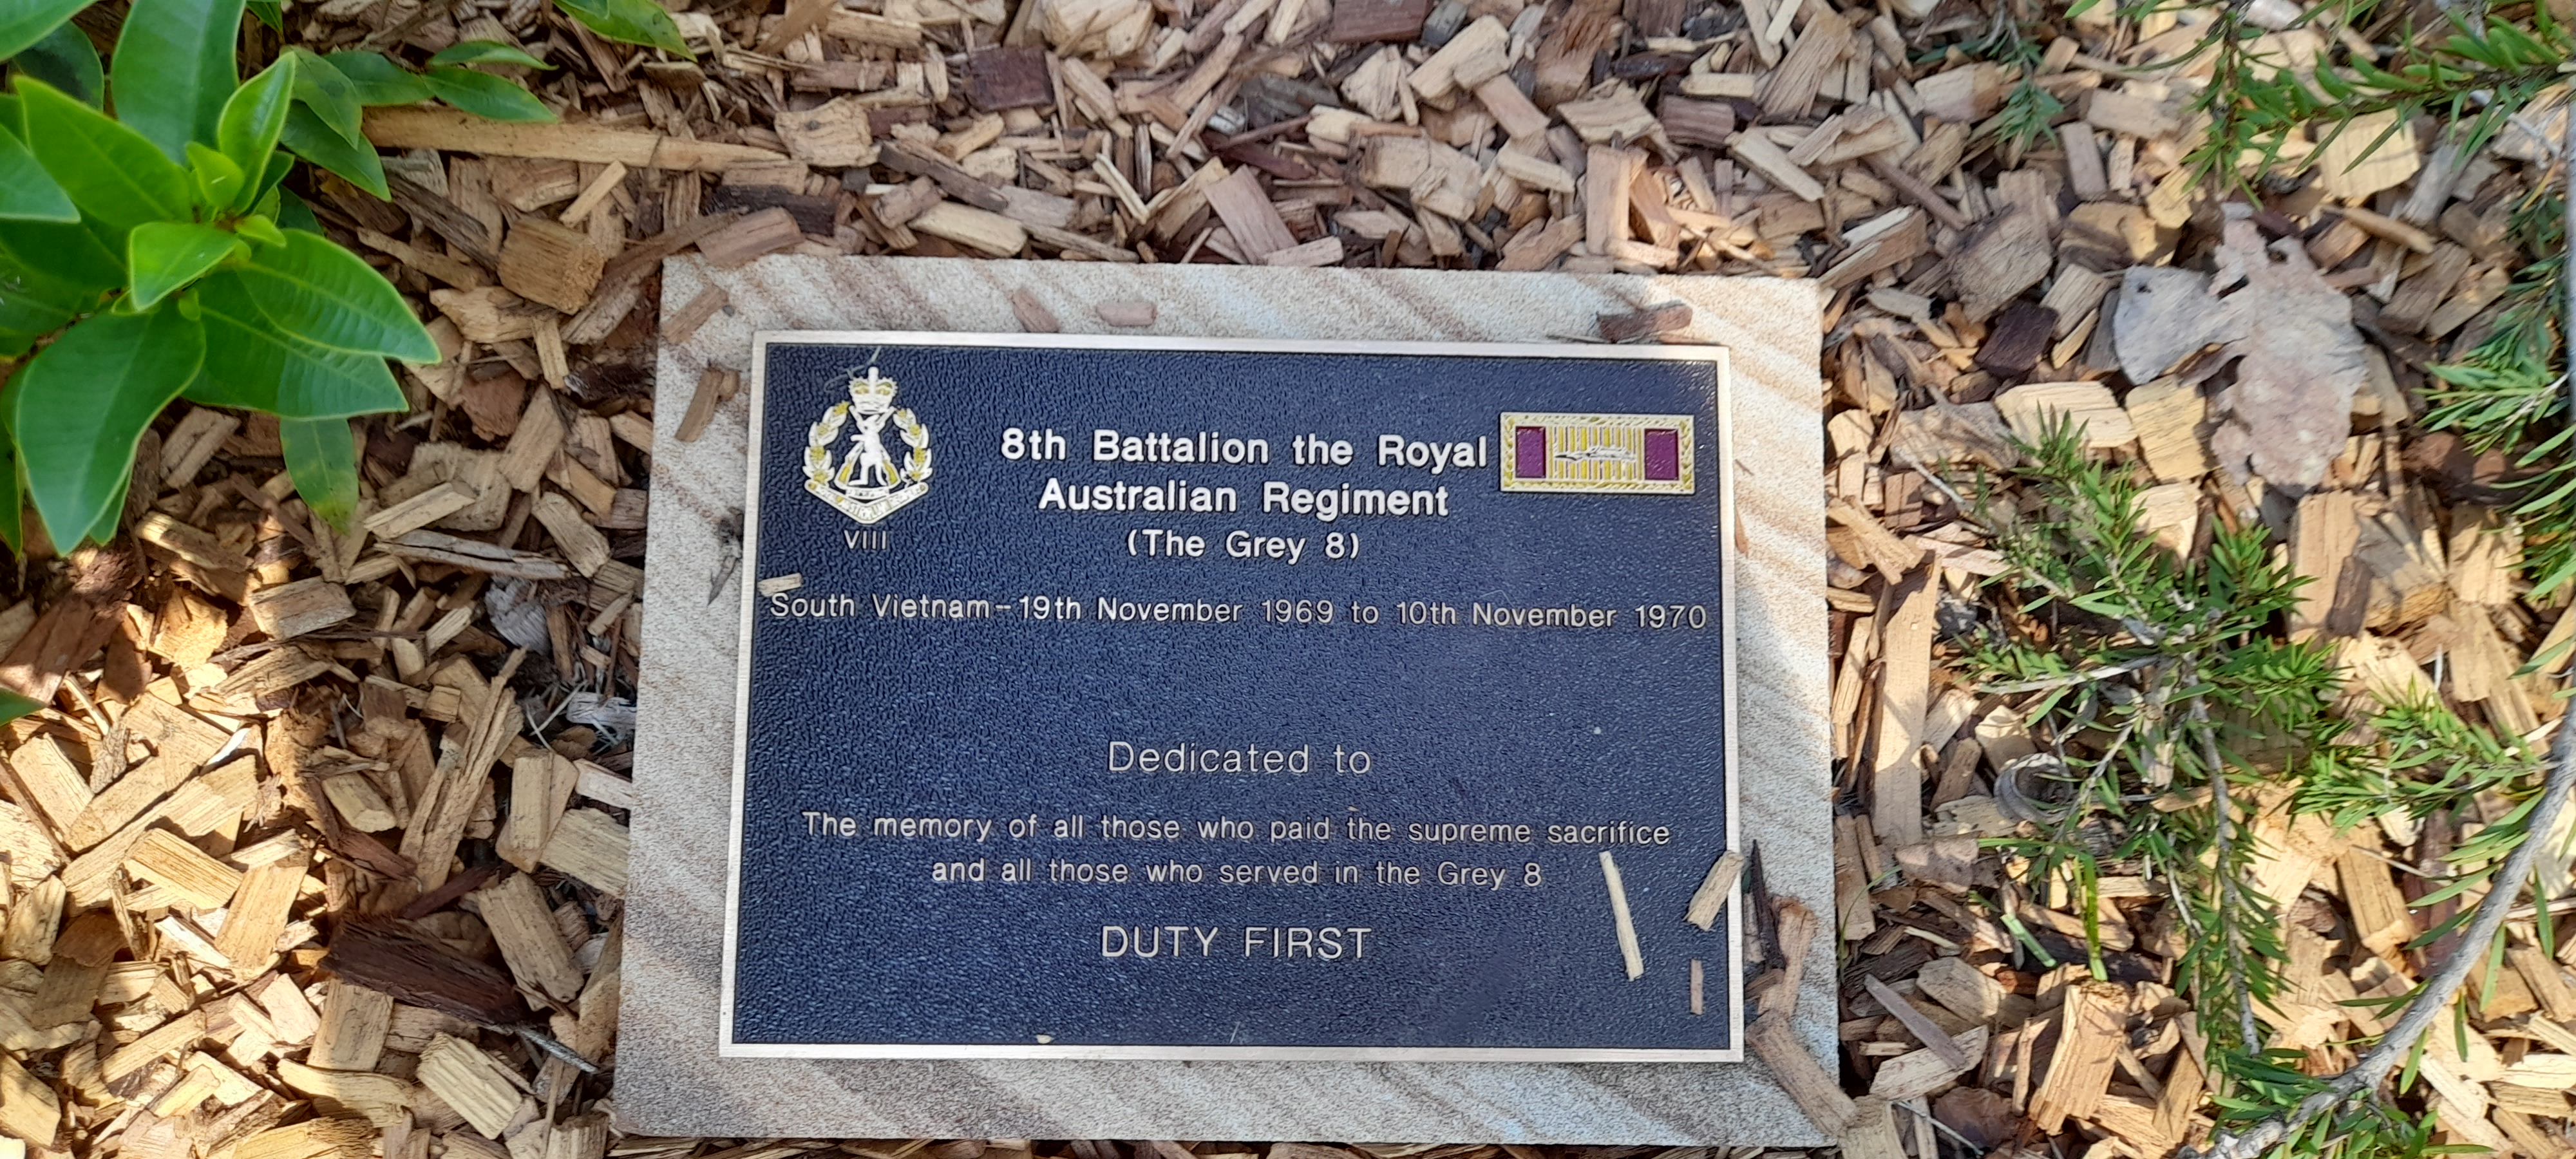 8th Battalion the Royal
Australian Regiment
(The Grey 8)
VIII
South Vietnam - 19th November 1969 to 10th November 1970
Dedicated to
The memory of all those who paid the supreme sacrifice
and all those who served in the Grey 8
DUTY FIRST